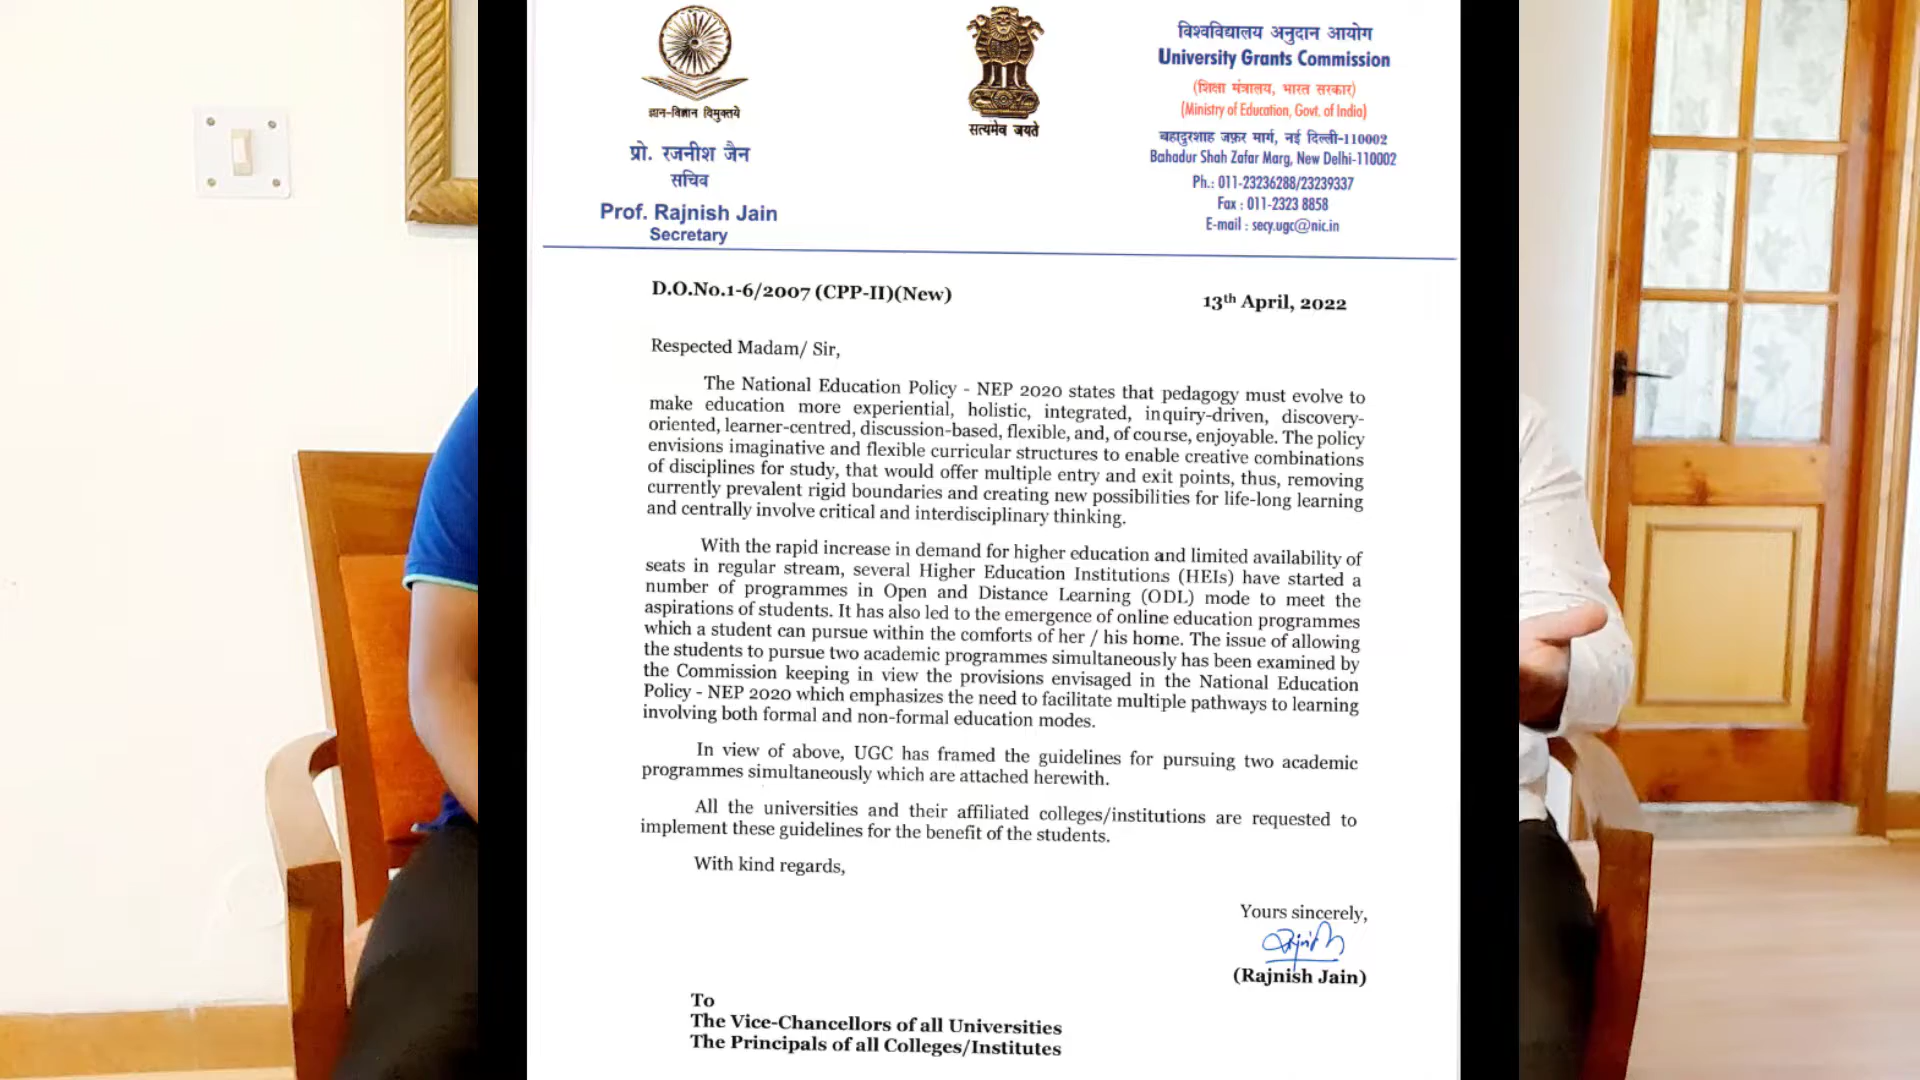 ज्ञान-विज्ञान विमुक्तये
प्रो. रजनीश जैन
सचिव
Prof. Rajnish Jain
Secretary
सत्यमेव जयते
विश्वविद्यालय अनुदान आयोग
University Grants Commission
(शिक्षा मंत्रालय, भारत सरकार)
(Ministry of Education, Govt. of India)
बहादुरशाह जफ़र मार्ग, नई दिल्ली-110002
Bahadur Shah Zafar Marg, New Delhi-110002
Ph.: 011-23236288/23239337
Fax : 011-2323 8858
E-mail : secy.ugc@nic.in
D.O.No.1-6/2007 (CPP-II)(New)
13th April, 2022
Respected Madam/ Sir,
The National Education Policy - NEP 2020 states that pedagogy must evolve to
make education more experiential, holistic, integrated, inquiry-driven, discovery-
oriented, learner-centred, discussion-based, flexible, and, of course, enjoyable. The policy
envisions imaginative and flexible curricular structures to enable creative combinations
of disciplines for study, that would offer multiple entry and exit points, thus, removing
currently prevalent rigid boundaries and creating new possibilities for life-long learning
and centrally involve critical and interdisciplinary thinking.
With the rapid increase in demand for higher education and limited availability of
seats in regular stream, several Higher Education Institutions (HEIs) have started a
number of programmes in Open and Distance Learning (ODL) mode to meet the
aspirations of students. It has also led to the emergence of online education programmes
which a student can pursue within the comforts of her / his home. The issue of allowing
the students to pursue two academic programmes simultaneously has been examined by
the Commission keeping in view the provisions envisaged in the National Education
Policy - NEP 2020 which emphasizes the need to facilitate multiple pathways to learning
involving both formal and non-formal education modes.
In view of above, UGC has framed the guidelines for pursuing two academic
programmes simultaneously which are attached herewith.
All the universities and their affiliated colleges/institutions are requested to
implement these guidelines for the benefit of the students.
With kind regards,
Yours sincerely,
(Rajnish Jain)
To
The Vice-Chancellors of all Universities
The Principals of all Colleges/Institutes